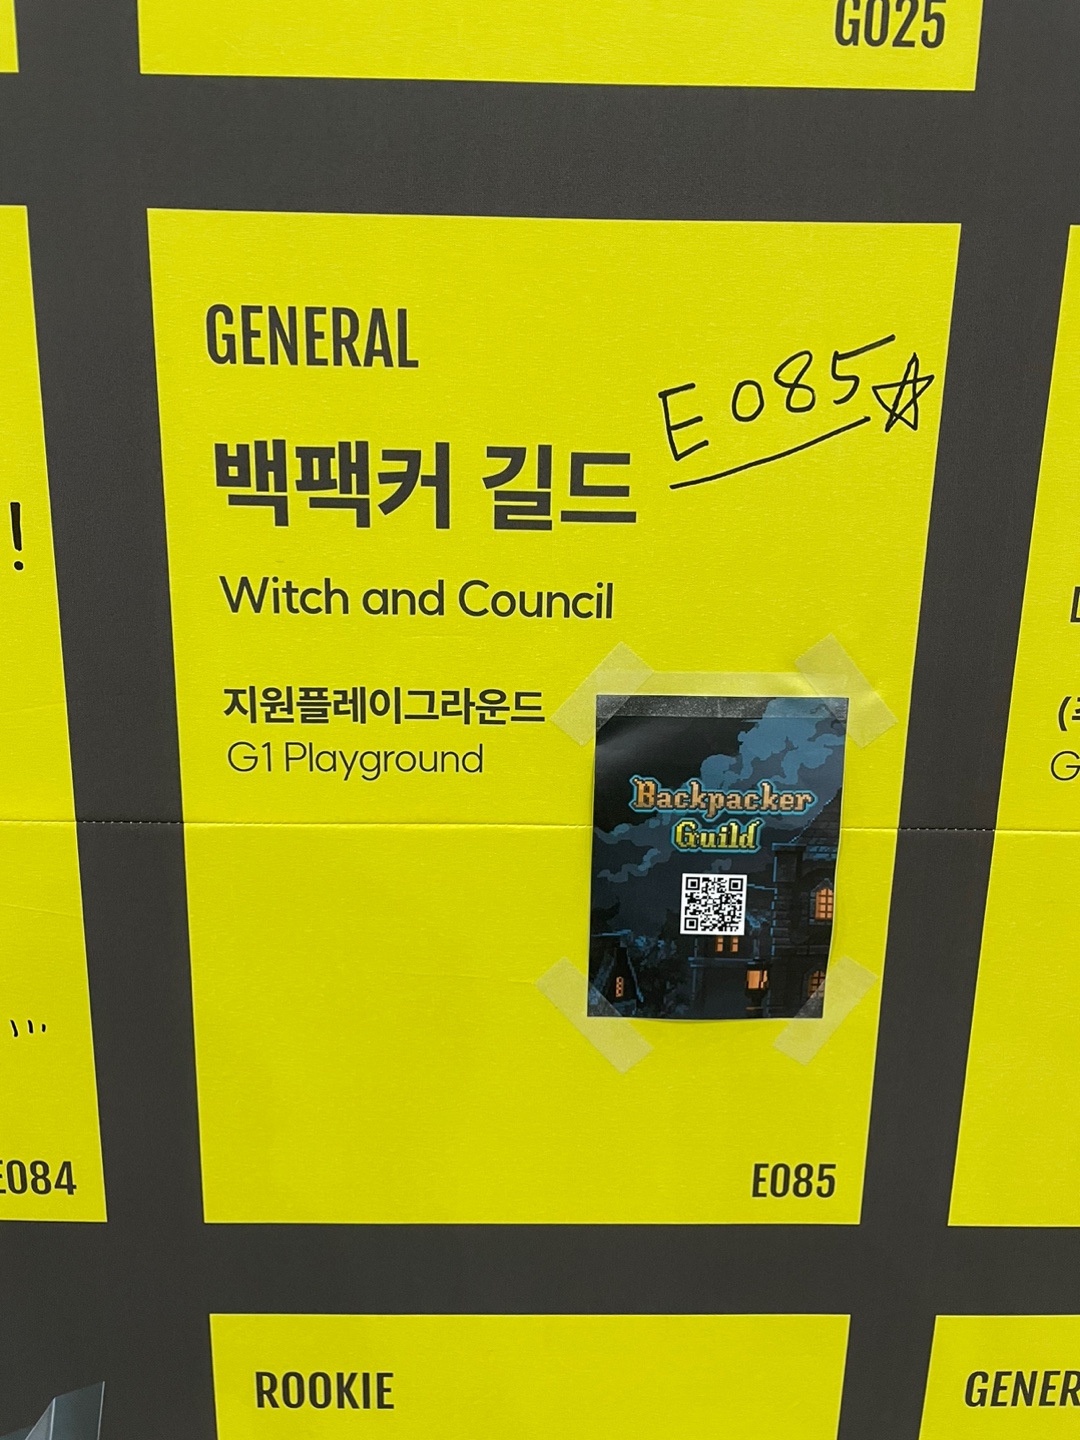 G025
GENERAL
E085
백팩커 길드
Witch and Council
지원플레이그라운드
G1 Playground
Backpacker
Guild
E084
E085
!
ROOKIE